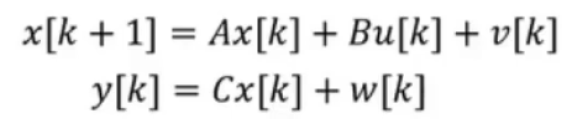 x[k + 1] = Ax[k] + Bu[k] + v[k]
y[k] = Cx[k] + w[k]